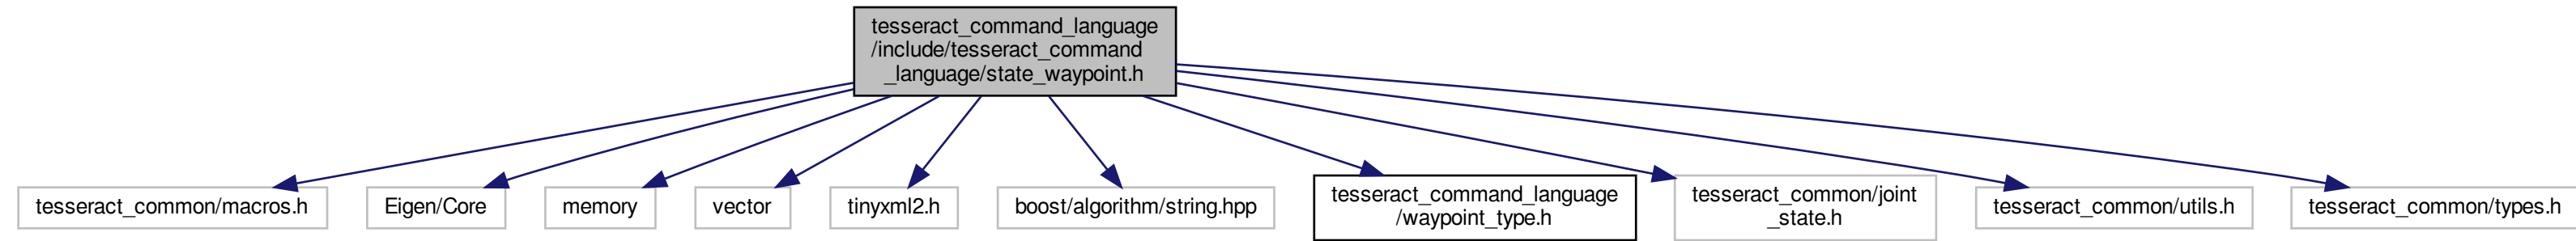 tesseract_command_language
/include/tesseract_command
_language/state_waypoint.h
tesseract_common/macros.h
Eigen/Core
memory
vector
tinyxml2.h
boost/algorithm/string.hpp
tesseract_command_language
/waypoint_type.h
tesseract_common/joint
_state.h
tesseract_common/utils.h
tesseract_common/types.h